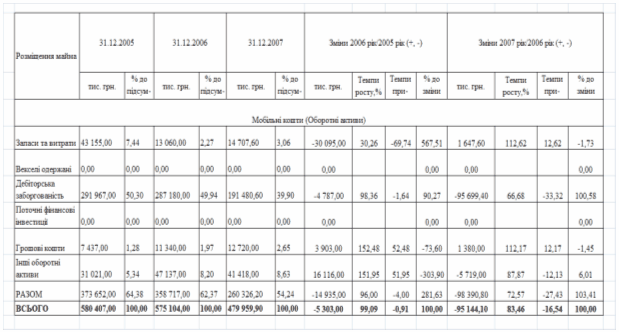 Розміщення майна 31.12.2005 31.12.2006 31.12.2007 Зміни 2006 рік/2005 рік (+, -) Зміни 2007 рік/2006 рік (+, -)
тис. грн. % до підсум- тис. грн. % до підсум- тис. грн. % до підсум- тис. грн. Темпи росту,% Темпи при- % до зміни тис. грн. Темпи росту,% Темпи при- % до зміни
Мобільні кошти (Оборотні активи)
Запаси та витрати 43 155,00 7,44 13 060,00 2,27 14 707,60 3,06 -30 095,00 30,26 -69,74 567,51 1 647,60 112,62 12,62 -1,73
Векселі одержані 0,00 0,00 0,00 0,00 0,00 0,00 0,00 0,00 0,00 0,00
Дебіторська
заборгованість 291 967,00 50,30 287 180,00 49,94 191 480,60 39,90 -4 787,00 98,36 -1,64 90,27 -95 699,40 66,68 -33,32 100,58
Поточні фінансові
інвестиції 0,00 0,00 0,00 0,00 0,00 0,00 0,00 0,00 0,00 0,00
Грошові кошти 7 437,00 1,28 11 340,00 1,97 12 720,00 2,65 3 903,00 152,48 52,48 -73,60 1 380,00 112,17 12,17 -1,45
Інші оборотні
активи 31 021,00 5,34 47 137,00 8,20 41 418,00 8,63 16 116,00 151,95 51,95 -303,90 -5 719,00 87,87 -12,13 6,01
РАЗОМ 373 652,00 64,38 358 717,00 62,37 260 326,20 54,24 -14 935,00 96,00 -4,00 281,63 -98 390,80 72,57 -27,43 103,41
ВСЬОГО 580 407,00 100,00 575 104,00 100,00 479 959,90 100,00 -5 303,00 99,09 -0,91 100,00 -95 144,10 83,46 -16,54 100,00